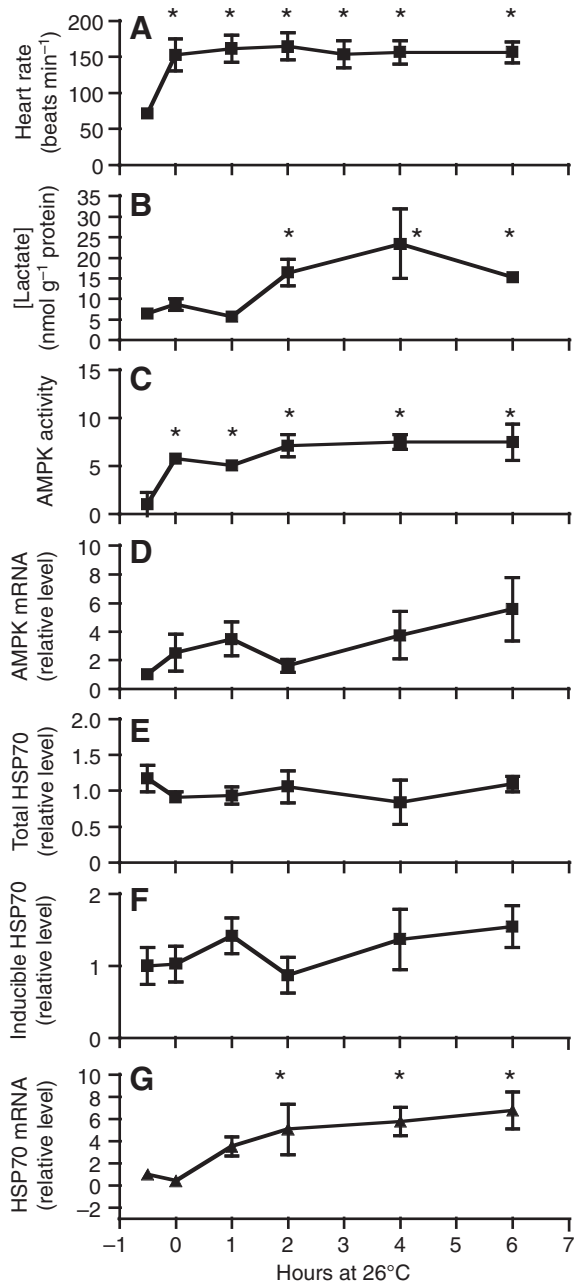 A
* * * * * * *
Heart rate
(beats min–1)
200
150
100
50
0
B
* * *
[Lactate]
(nmol g–1 protein)
35
30
25
20
15
10
5
0
C
* * * * *
AMPK activity
15
10
5
0
D
AMPK mRNA
(relative level)
10
8
6
4
2
0
E
Total HSP70
(relative level)
2.0
1.5
1.0
0.5
0
F
Inducible HSP70
(relative level)
2
1
0
G
* * *
HSP70 mRNA
(relative level)
10
8
6
4
2
0
–2
–1 0 1 2 3 4 5 6 7
Hours at 26°C